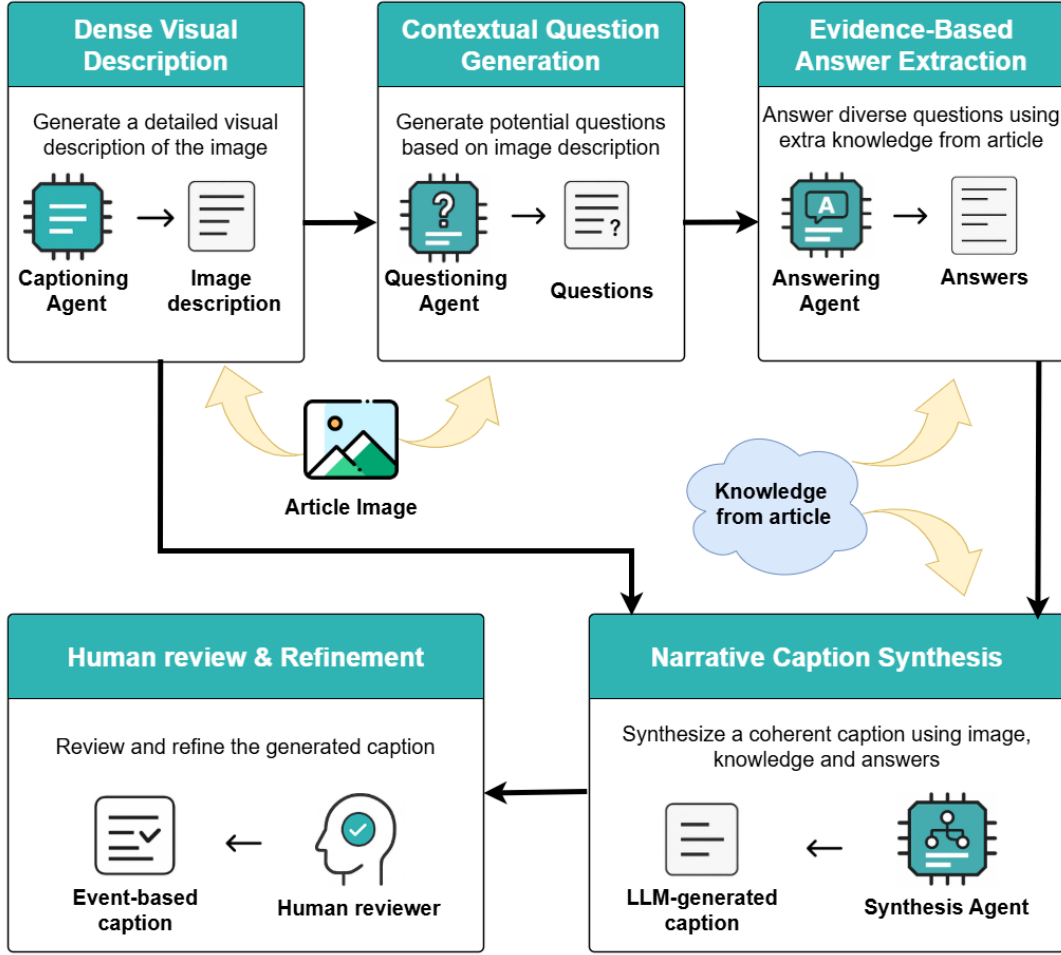 Dense Visual
Description
Generate a detailed visual
description of the image
Captioning
Agent
Image
description
Contextual Question
Generation
Generate potential questions
based on image description
?
?
Questioning
Agent
Questions
Evidence-Based
Answer Extraction
Answer diverse questions using
extra knowledge from article
A
Answering
Agent
Answers
Article Image
Knowledge
from article
Human review & Refinement
Review and refine the generated caption
Event-based
caption
Human reviewer
Narrative Caption Synthesis
Synthesize a coherent caption using image,
knowledge and answers
LLM-generated
caption
Synthesis Agent